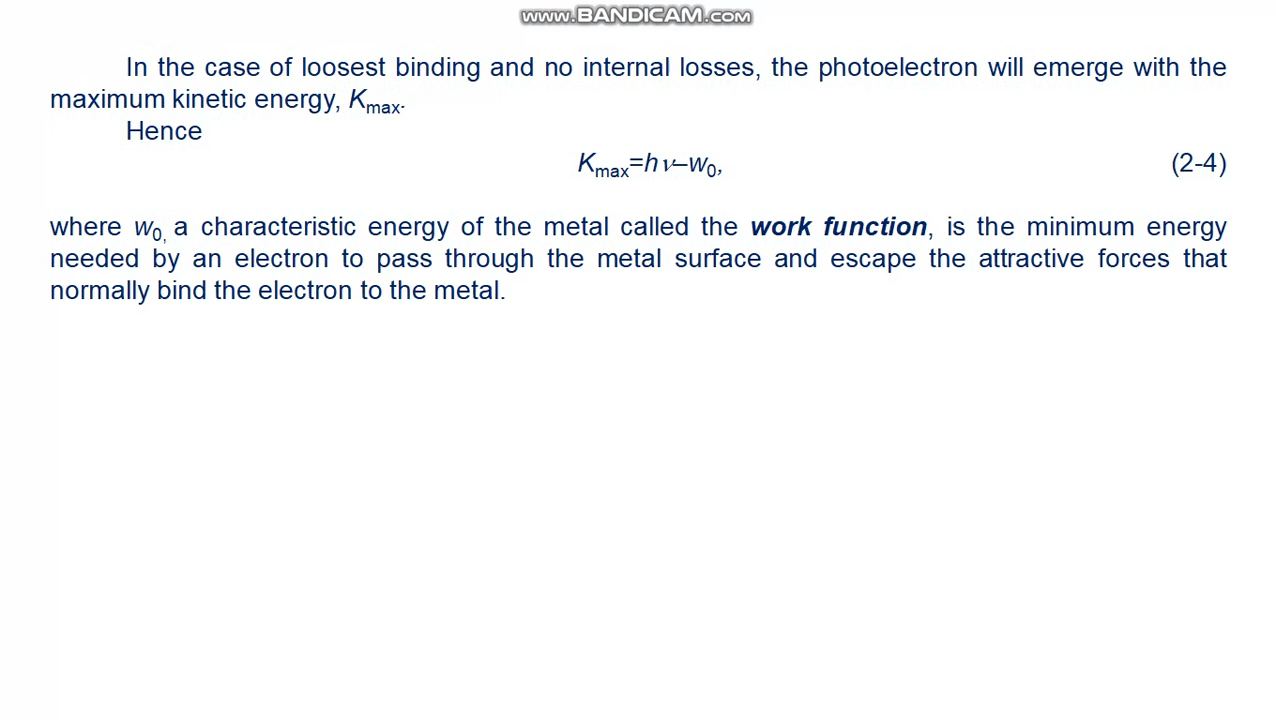 www.BANDICAM.com
In the case of loosest binding and no internal losses, the photoelectron will emerge with the
maximum kinetic energy, Kmax.
Hence
Kmax=hν–w0, (2-4)
where w0, a characteristic energy of the metal called the work function, is the minimum energy
needed by an electron to pass through the metal surface and escape the attractive forces that
normally bind the electron to the metal.